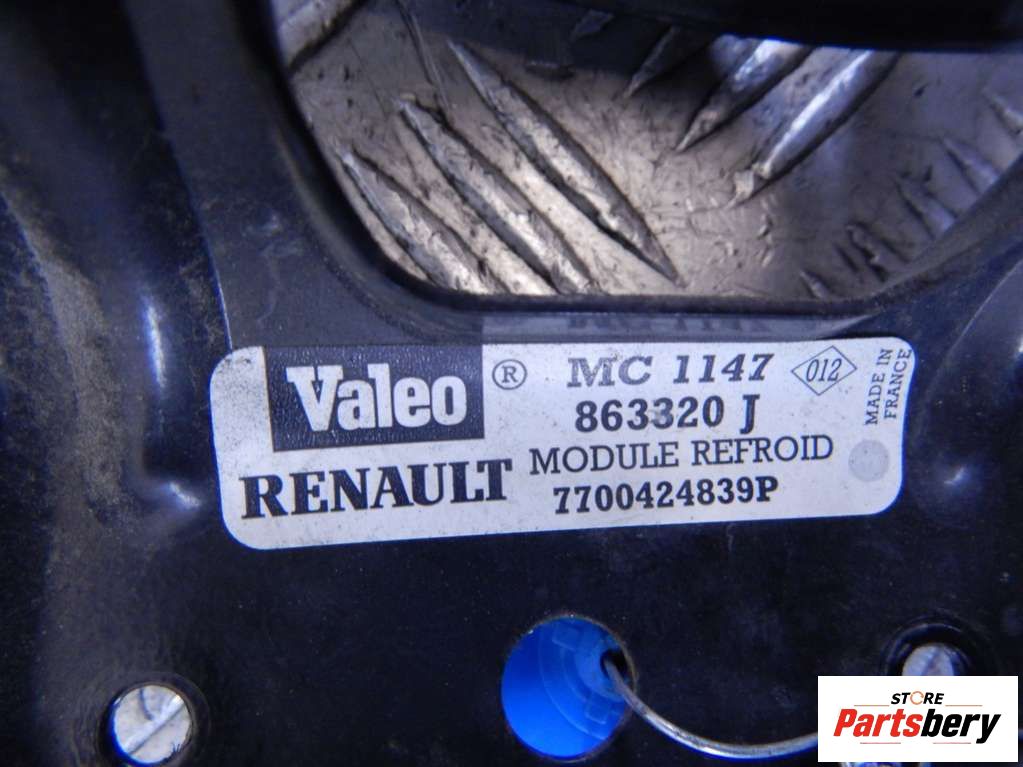 Valeo ® MC 1147 012
863320 J
RENAULT MODULE REFROID
7700424839P
MADE IN
FRANCE
STORE
Partsbery